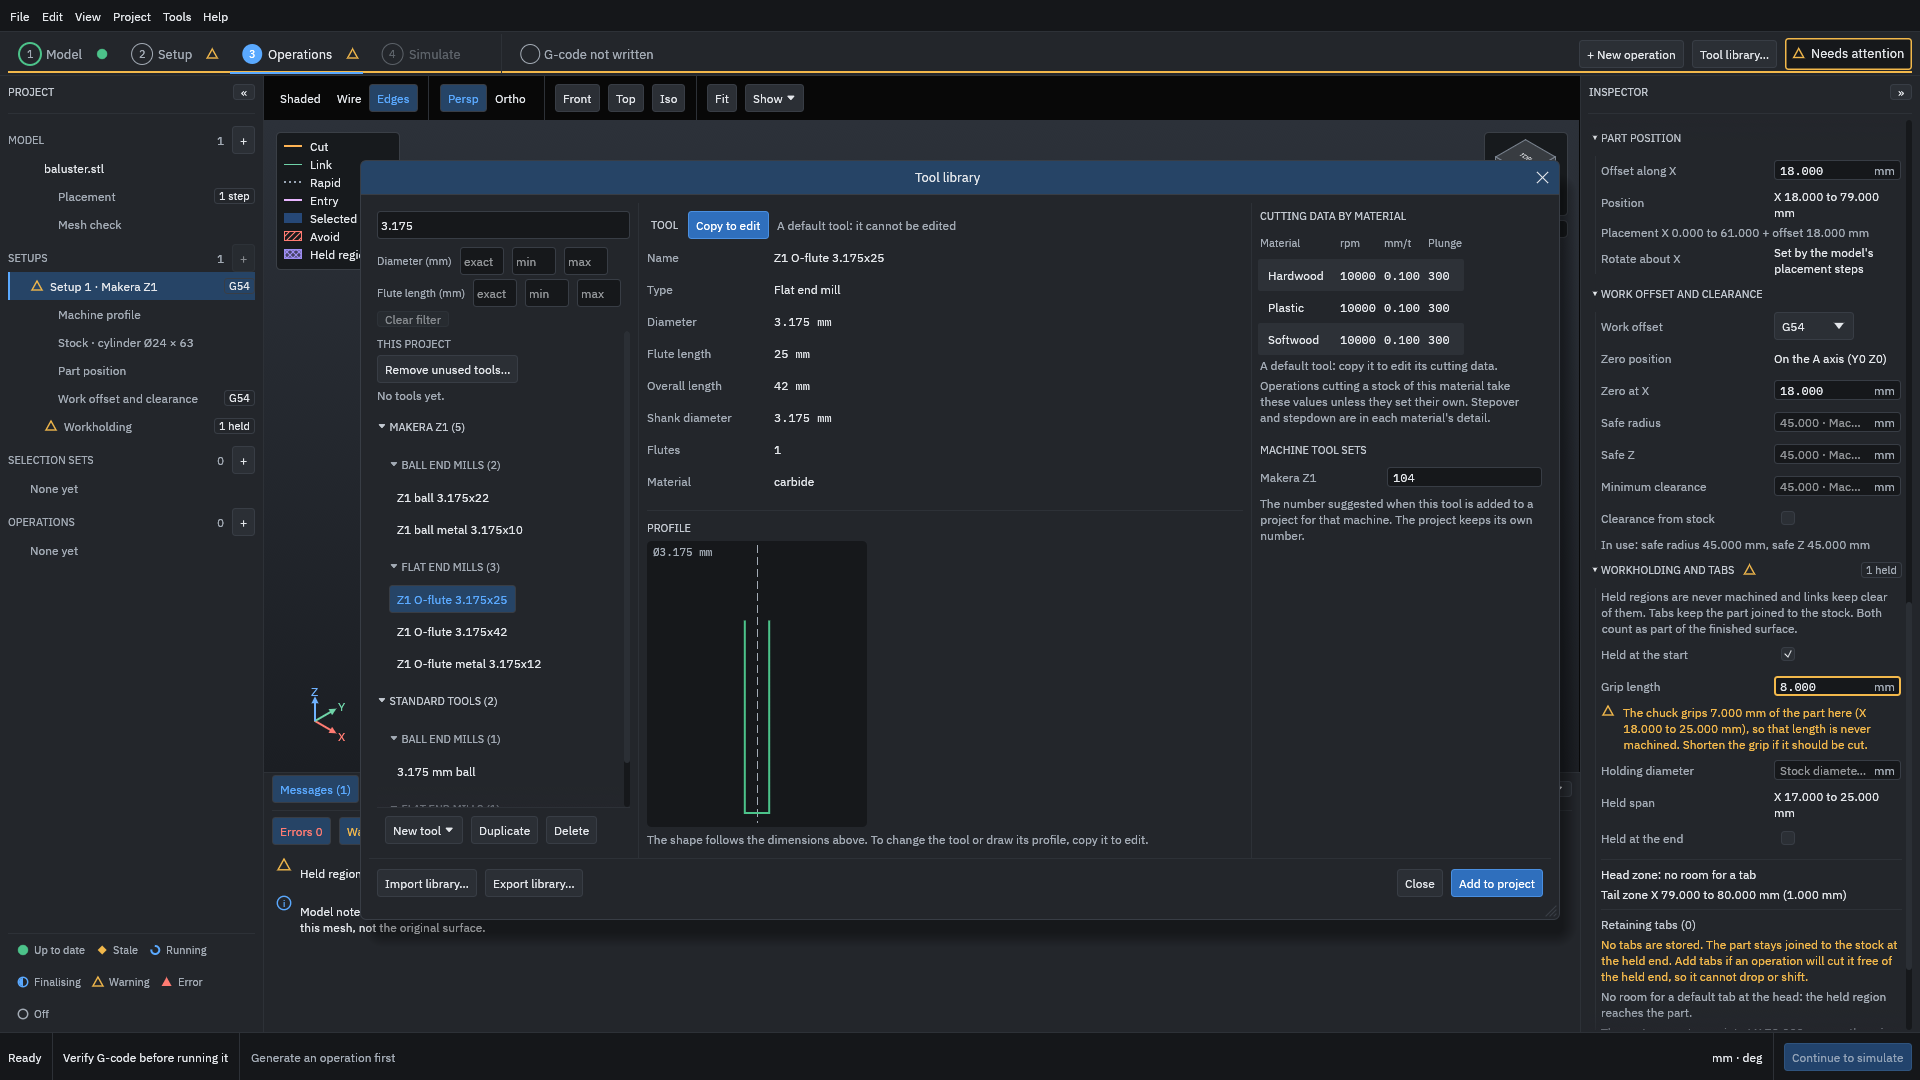 File Edit View Project Tools Help
1 Model 2 Setup 3 Operations 4 Simulate G-code not written + New operation Tool library... Needs attention
PROJECT «
MODEL 1 +
baluster.stl
Placement 1 step
Mesh check
SETUPS 1 +
Setup 1 · Makera Z1 G54
Machine profile
Stock · cylinder Ø24 × 63
Part position
Work offset and clearance G54
Workholding 1 held
SELECTION SETS 0 +
None yet
OPERATIONS 0 +
None yet
Up to date Stale Running
Finalising Warning Error
Off
Shaded Wire Edges Persp Ortho Front Top Iso Fit Show
Cut
Link
Rapid
Entry
Selected
Avoid
Held regi
TOP
Z
Y
X
Messages (1)
Errors 0 Wa
Held region
Model note
this mesh, not the original surface.
Tool library
3.175
Diameter (mm) exact min max
Flute length (mm) exact min max
Clear filter
THIS PROJECT
Remove unused tools...
No tools yet.
MAKERA Z1 (5)
BALL END MILLS (2)
Z1 ball 3.175x22
Z1 ball metal 3.175x10
FLAT END MILLS (3)
Z1 O-flute 3.175x25
Z1 O-flute 3.175x42
Z1 O-flute metal 3.175x12
STANDARD TOOLS (2)
BALL END MILLS (1)
3.175 mm ball
New tool Duplicate Delete
Import library... Export library...
TOOL Copy to edit A default tool: it cannot be edited
Name Z1 O-flute 3.175x25
Type Flat end mill
Diameter 3.175 mm
Flute length 25 mm
Overall length 42 mm
Shank diameter 3.175 mm
Flutes 1
Material carbide
PROFILE
Ø3.175 mm
The shape follows the dimensions above. To change the tool or draw its profile, copy it to edit.
CUTTING DATA BY MATERIAL
Material rpm mm/t Plunge
Hardwood 10000 0.100 300
Plastic 10000 0.100 300
Softwood 10000 0.100 300
A default tool: copy it to edit its cutting data.
Operations cutting a stock of this material take
these values unless they set their own. Stepover
and stepdown are in each material's detail.
MACHINE TOOL SETS
Makera Z1 104
The number suggested when this tool is added to a
project for that machine. The project keeps its own
number.
Close Add to project
INSPECTOR »
PART POSITION
Offset along X 18.000 mm
Position X 18.000 to 79.000
mm
Placement X 0.000 to 61.000 + offset 18.000 mm
Rotate about X Set by the model's
placement steps
WORK OFFSET AND CLEARANCE
Work offset G54
Zero position On the A axis (Y0 Z0)
Zero at X 18.000 mm
Safe radius 45.000 · Mac... mm
Safe Z 45.000 · Mac... mm
Minimum clearance 45.000 · Mac... mm
Clearance from stock
In use: safe radius 45.000 mm, safe Z 45.000 mm
WORKHOLDING AND TABS 1 held
Held regions are never machined and links keep clear
of them. Tabs keep the part joined to the stock. Both
count as part of the finished surface.
Held at the start
Grip length 8.000 mm
The chuck grips 7.000 mm of the part here (X
18.000 to 25.000 mm), so that length is never
machined. Shorten the grip if it should be cut.
Holding diameter Stock diamete... mm
Held span X 17.000 to 25.000
mm
Held at the end
Head zone: no room for a tab
Tail zone X 79.000 to 80.000 mm (1.000 mm)
Retaining tabs (0)
No tabs are stored. The part stays joined to the stock at
the held end. Add tabs if an operation will cut it free of
the held end, so it cannot drop or shift.
No room for a default tab at the head: the held region
reaches the part.
Ready Verify G-code before running it Generate an operation first mm · deg Continue to simulate